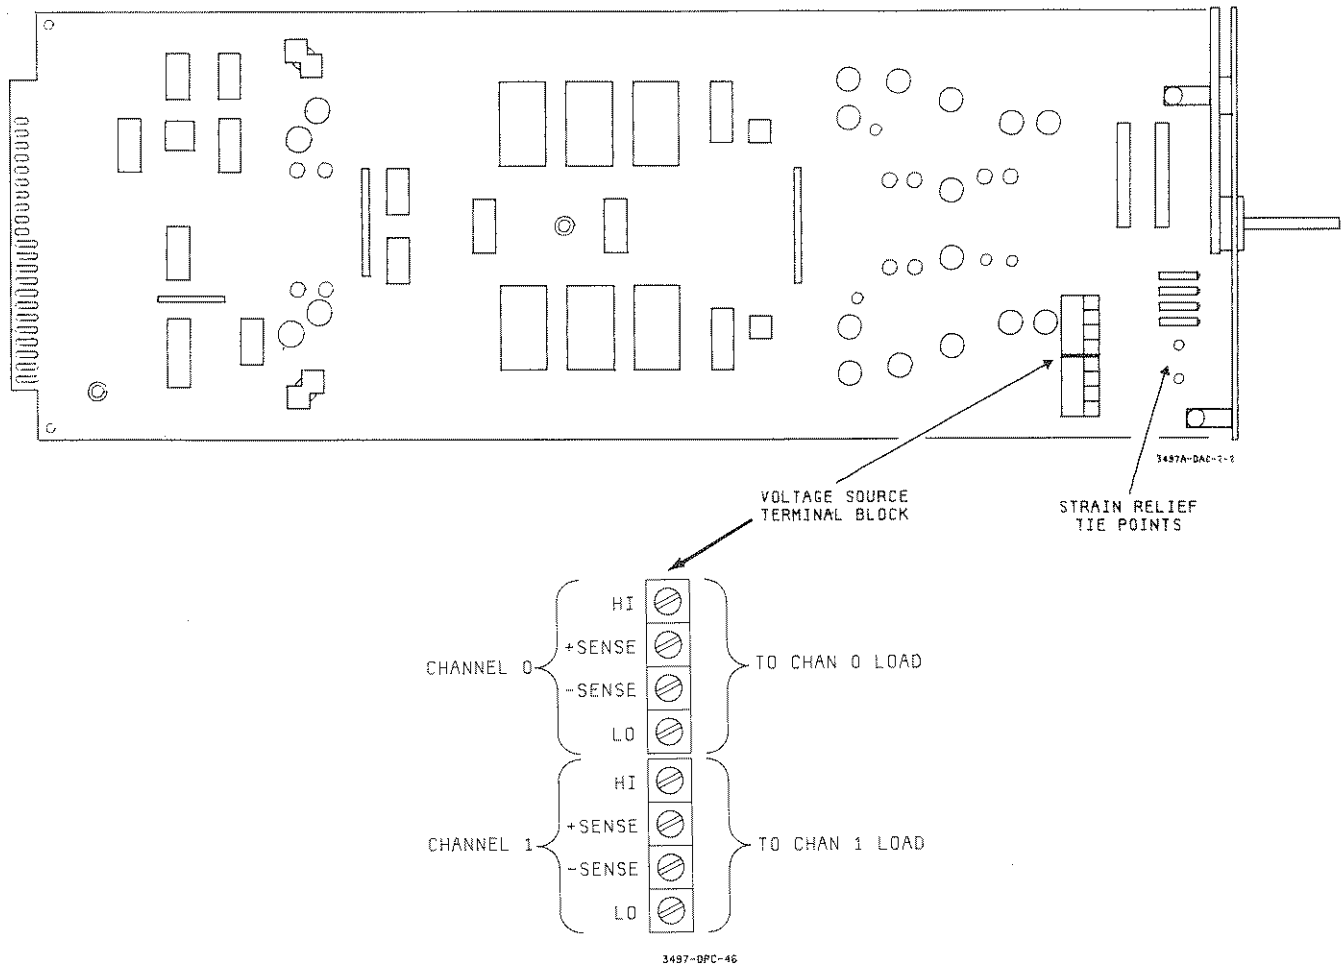 3497A-DAC-2-2
VOLTAGE SOURCE
TERMINAL BLOCK
STRAIN RELIEF
TIE POINTS
HI
+SENSE
CHANNEL 0
TO CHAN 0 LOAD
-SENSE
LO
HI
+SENSE
CHANNEL 1
TO CHAN 1 LOAD
-SENSE
LO
3497-OPC-46